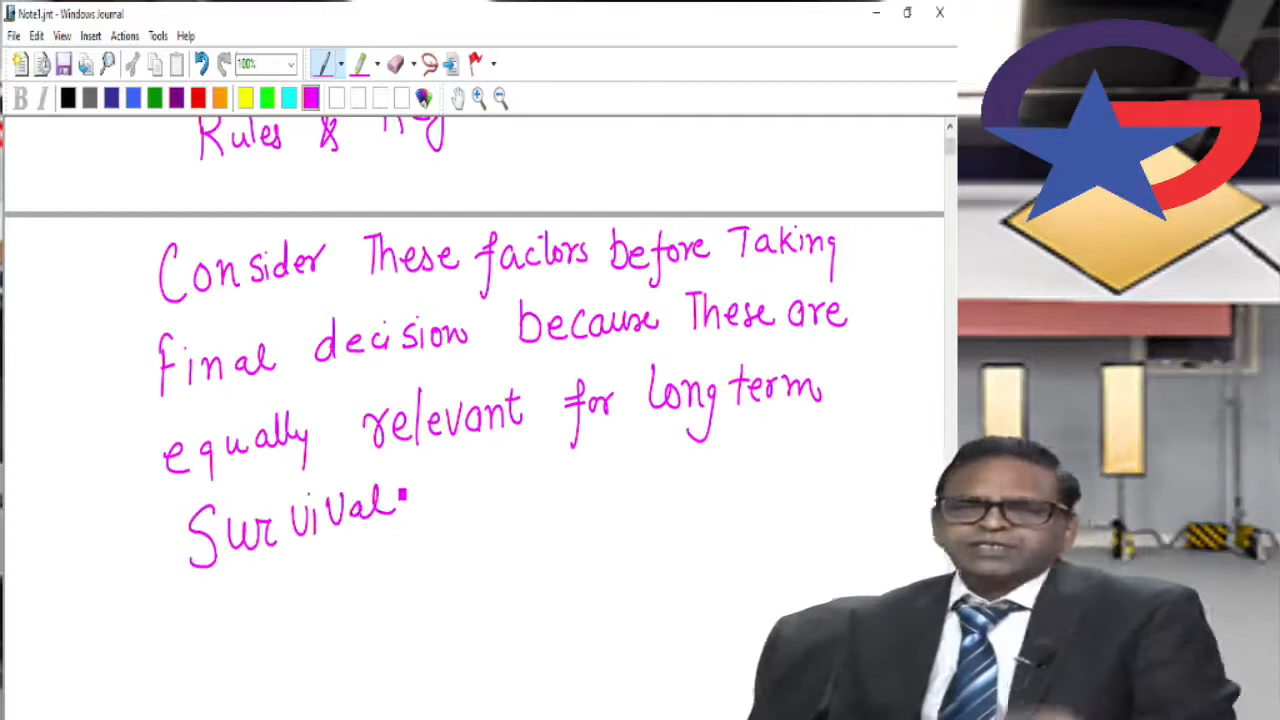 Note1.jnt - Windows Journal
File Edit View Insert Actions Tools Help
100%
B I
Rules &
Consider These factors before Taking
final decision because These are
equally relevant for long term
Survival